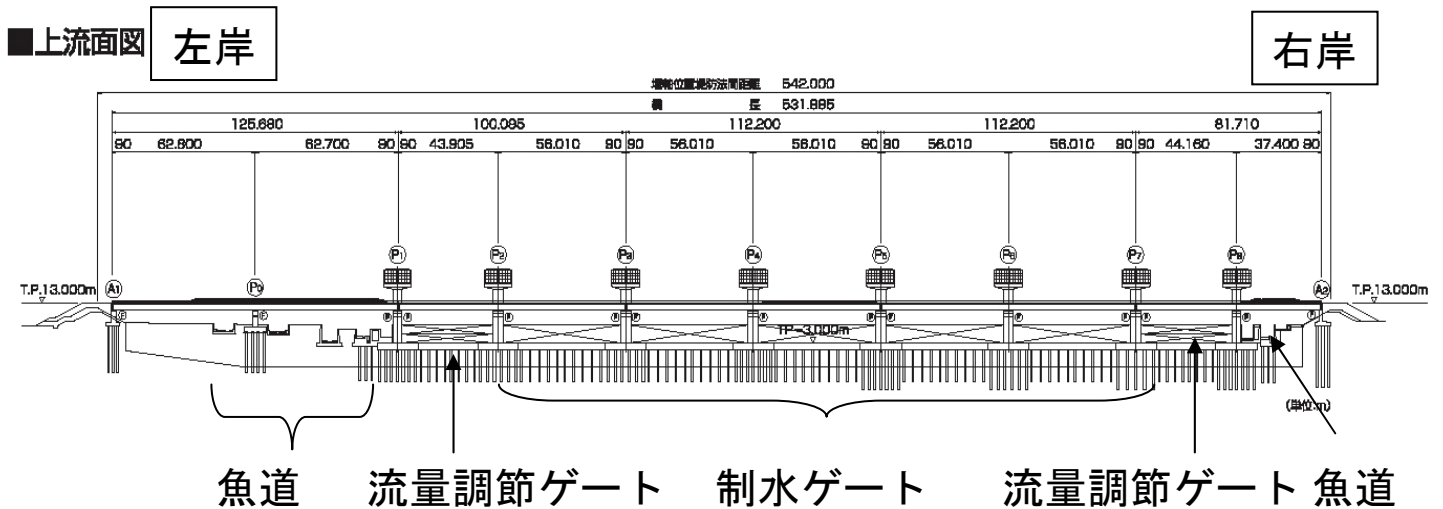 ■上流面図 左岸 右岸
堰軸位置堤防法間距離 542.000
橋 長 531.885
125.680 100.085 112.200 112.200 81.710
90 62.800 62.700 90 90 43.905 56.010 90 90 56.010 56.010 90 90 56.010 56.010 90 90 44.160 37.400 90
P1 P2 P3 P4 P5 P6 P7 P8
T.P.13.000m A1 P0 A2 T.P.13.000m
F F F F F F F F F F F F
TP-3.000m
(単位:m)
魚道 流量調節ゲート 制水ゲート 流量調節ゲート 魚道